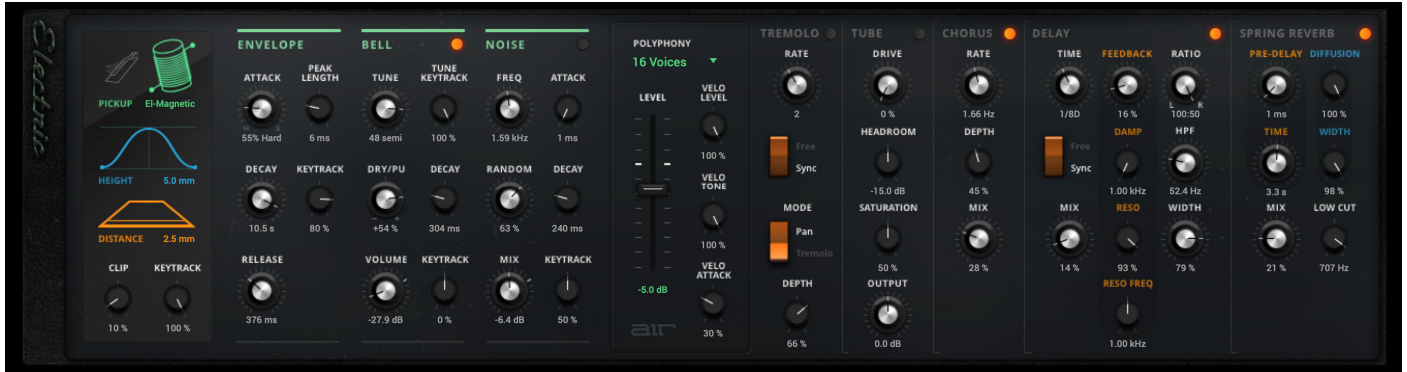 Electric
PICKUP
El-Magnetic
HEIGHT 5.0 mm
DISTANCE 2.5 mm
CLIP KEYTRACK
10 % 100 %
ENVELOPE
ATTACK PEAK LENGTH
H S
55% Hard 6 ms
DECAY KEYTRACK
10.5 s 80 %
RELEASE
376 ms
BELL
TUNE TUNE KEYTRACK
48 semi 100 %
DRY/PU DECAY
− +
+54 % 304 ms
VOLUME KEYTRACK
-27.9 dB 0 %
NOISE
FREQ ATTACK
1.59 kHz 1 ms
RANDOM DECAY
63 % 240 ms
MIX KEYTRACK
-6.4 dB 50 %
POLYPHONY
16 Voices
LEVEL
-5.0 dB
VELO LEVEL
100 %
VELO TONE
100 %
VELO ATTACK
30 %
air
TREMOLO
RATE
2
Free
Sync
MODE
Pan
Tremolo
DEPTH
66 %
TUBE
DRIVE
0 %
HEADROOM
-15.0 dB
SATURATION
50 %
OUTPUT
0.0 dB
CHORUS
RATE
1.66 Hz
DEPTH
45 %
MIX
28 %
DELAY
TIME FEEDBACK RATIO
L R
1/8D 16 % 100:50
Free
Sync
DAMP HPF
1.00 kHz 52.4 Hz
MIX RESO WIDTH
14 % 93 % 79 %
RESO FREQ
1.00 kHz
SPRING REVERB
PRE-DELAY DIFFUSION
1 ms 100 %
TIME WIDTH
3.3 s 98 %
MIX LOW CUT
21 % 707 Hz